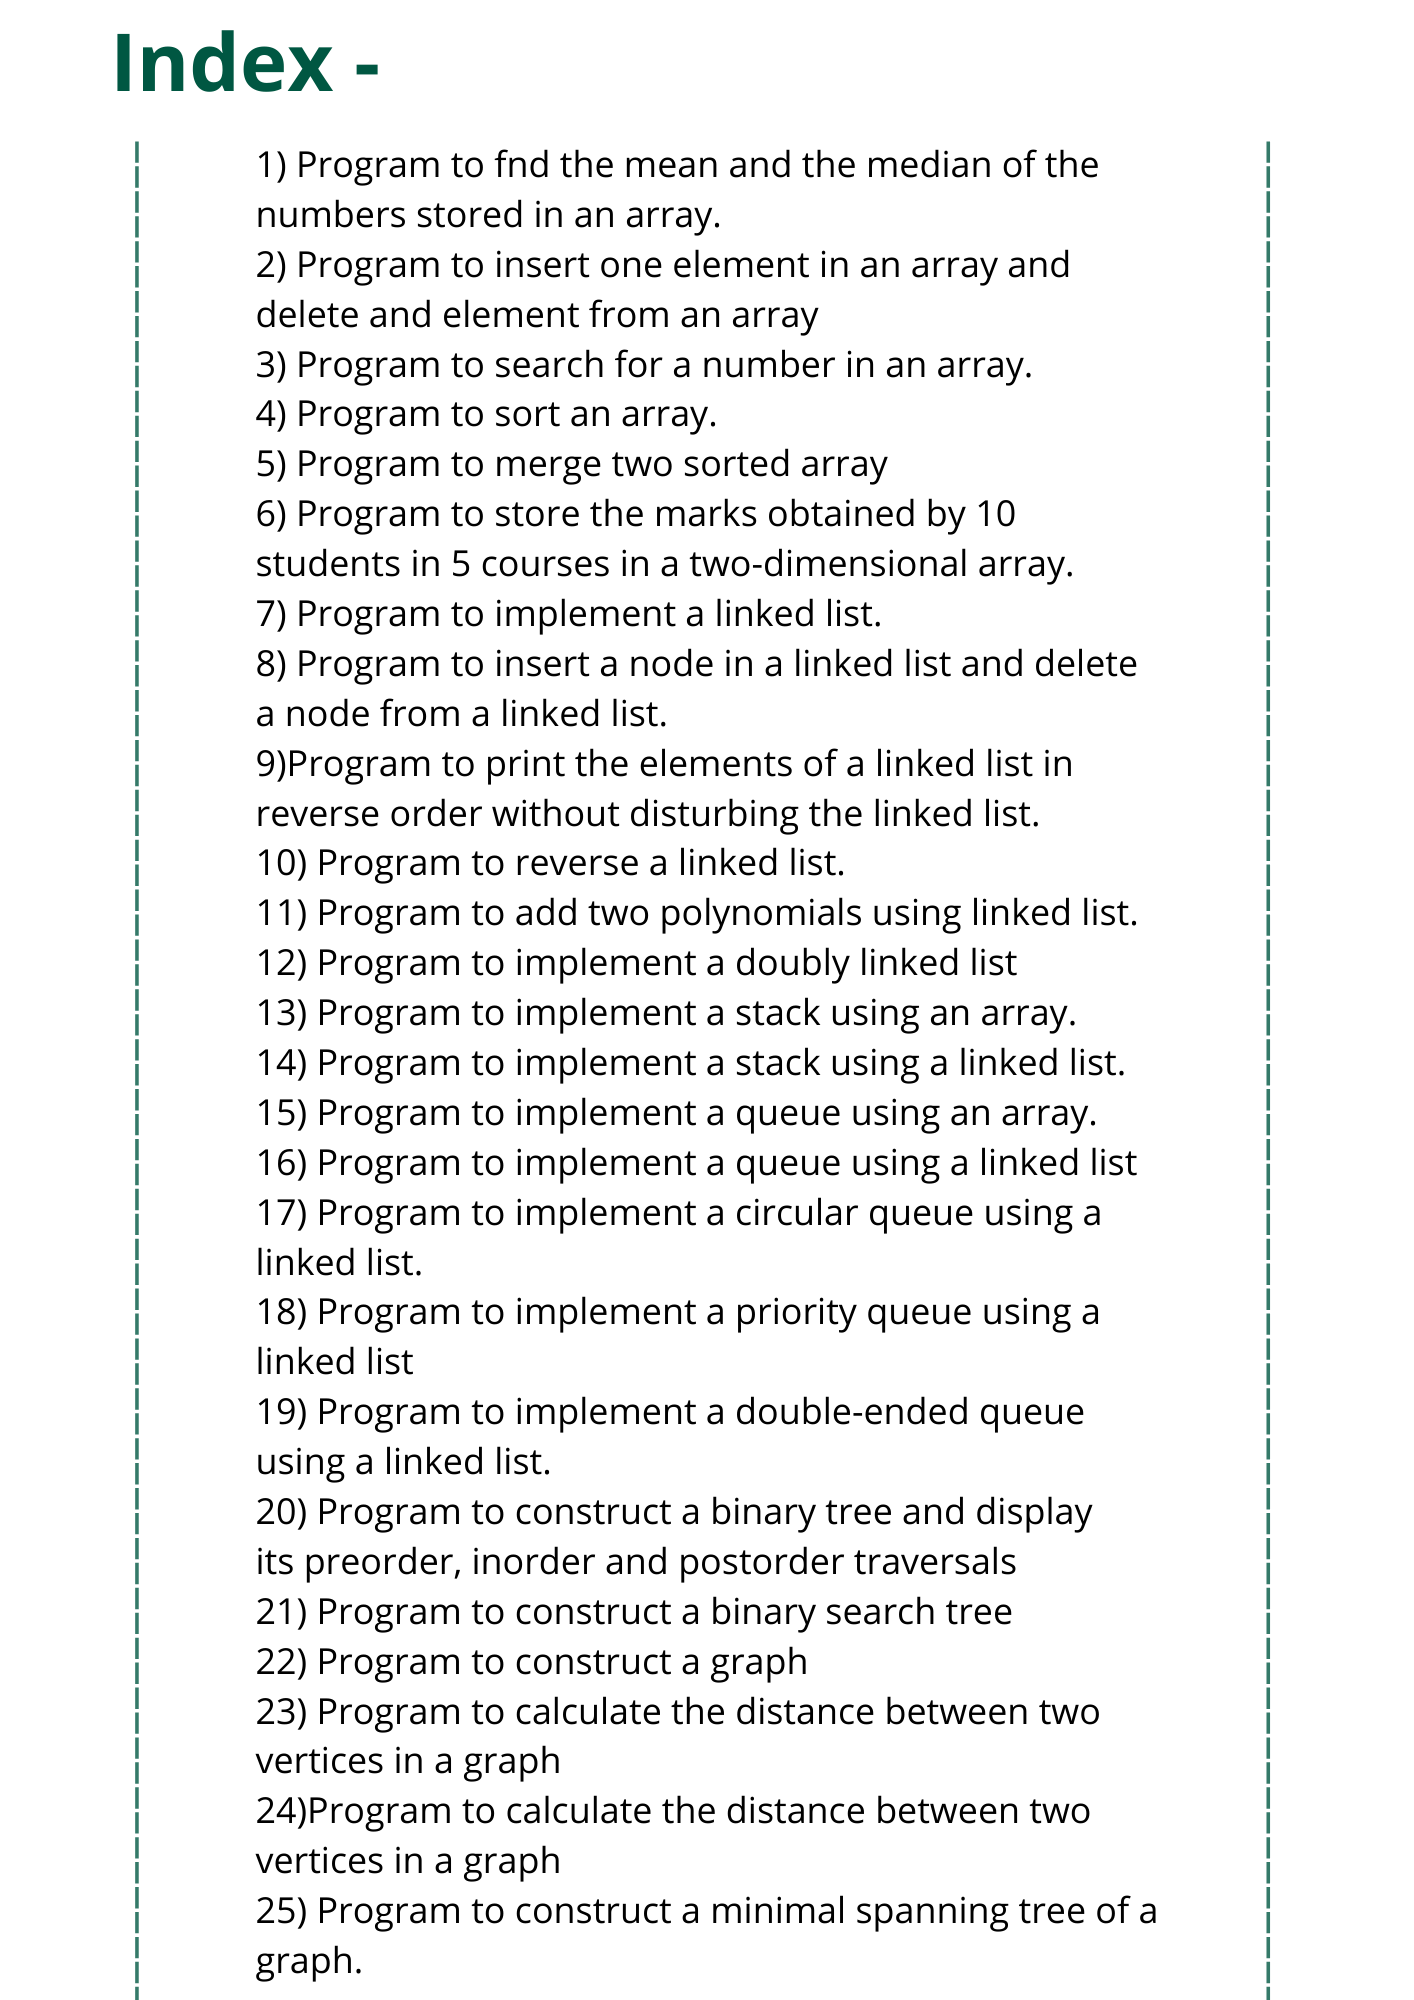 Index -
1) Program to fnd the mean and the median of the
numbers stored in an array.
2) Program to insert one element in an array and
delete and element from an array
3) Program to search for a number in an array.
4) Program to sort an array.
5) Program to merge two sorted array
6) Program to store the marks obtained by 10
students in 5 courses in a two-dimensional array.
7) Program to implement a linked list.
8) Program to insert a node in a linked list and delete
a node from a linked list.
9)Program to print the elements of a linked list in
reverse order without disturbing the linked list.
10) Program to reverse a linked list.
11) Program to add two polynomials using linked list.
12) Program to implement a doubly linked list
13) Program to implement a stack using an array.
14) Program to implement a stack using a linked list.
15) Program to implement a queue using an array.
16) Program to implement a queue using a linked list
17) Program to implement a circular queue using a
linked list.
18) Program to implement a priority queue using a
linked list
19) Program to implement a double-ended queue
using a linked list.
20) Program to construct a binary tree and display
its preorder, inorder and postorder traversals
21) Program to construct a binary search tree
22) Program to construct a graph
23) Program to calculate the distance between two
vertices in a graph
24)Program to calculate the distance between two
vertices in a graph
25) Program to construct a minimal spanning tree of a
graph.